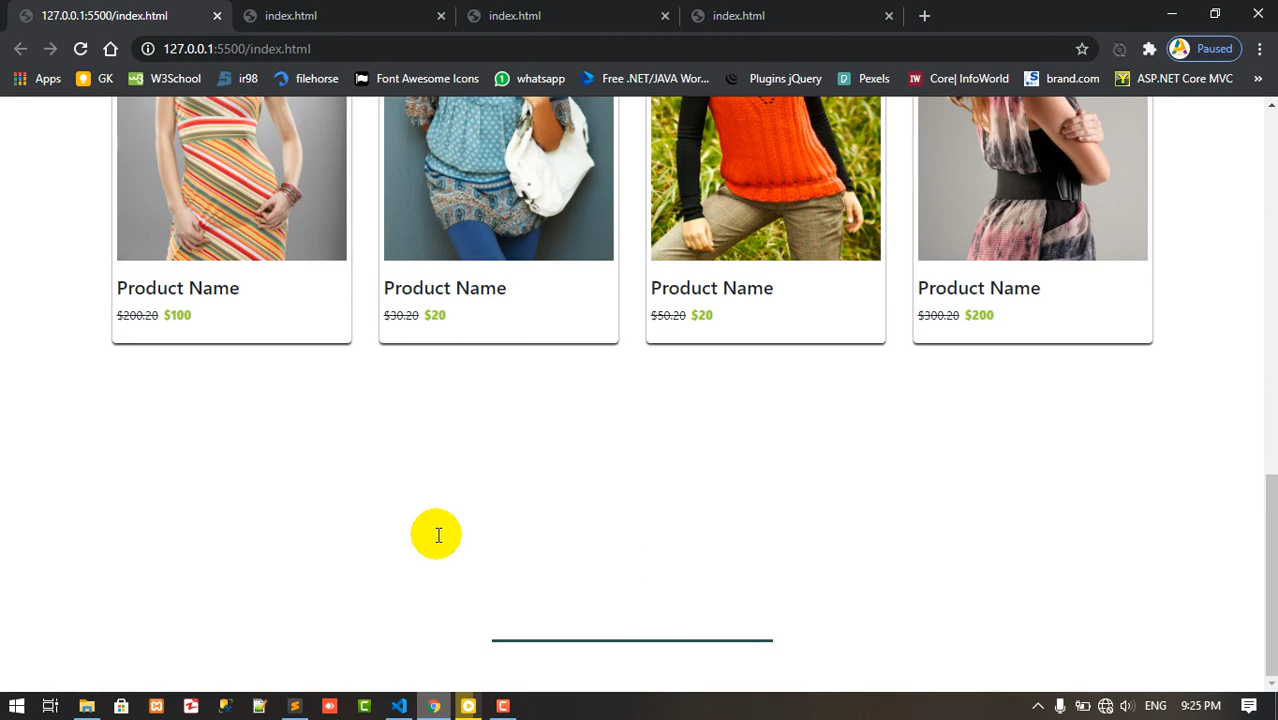 127.0.0.1:5500/index.html index.html index.html index.html
127.0.0.1:5500/index.html Paused
Apps GK W3School ir98 filehorse Font Awesome Icons whatsapp Free .NET/JAVA Wor... Plugins jQuery Pexels Core| InfoWorld brand.com ASP.NET Core MVC »
Product Name Product Name Product Name Product Name
$200.20 $100 $30.20 $20 $50.20 $20 $300.20 $200
ENG 9:25 PM